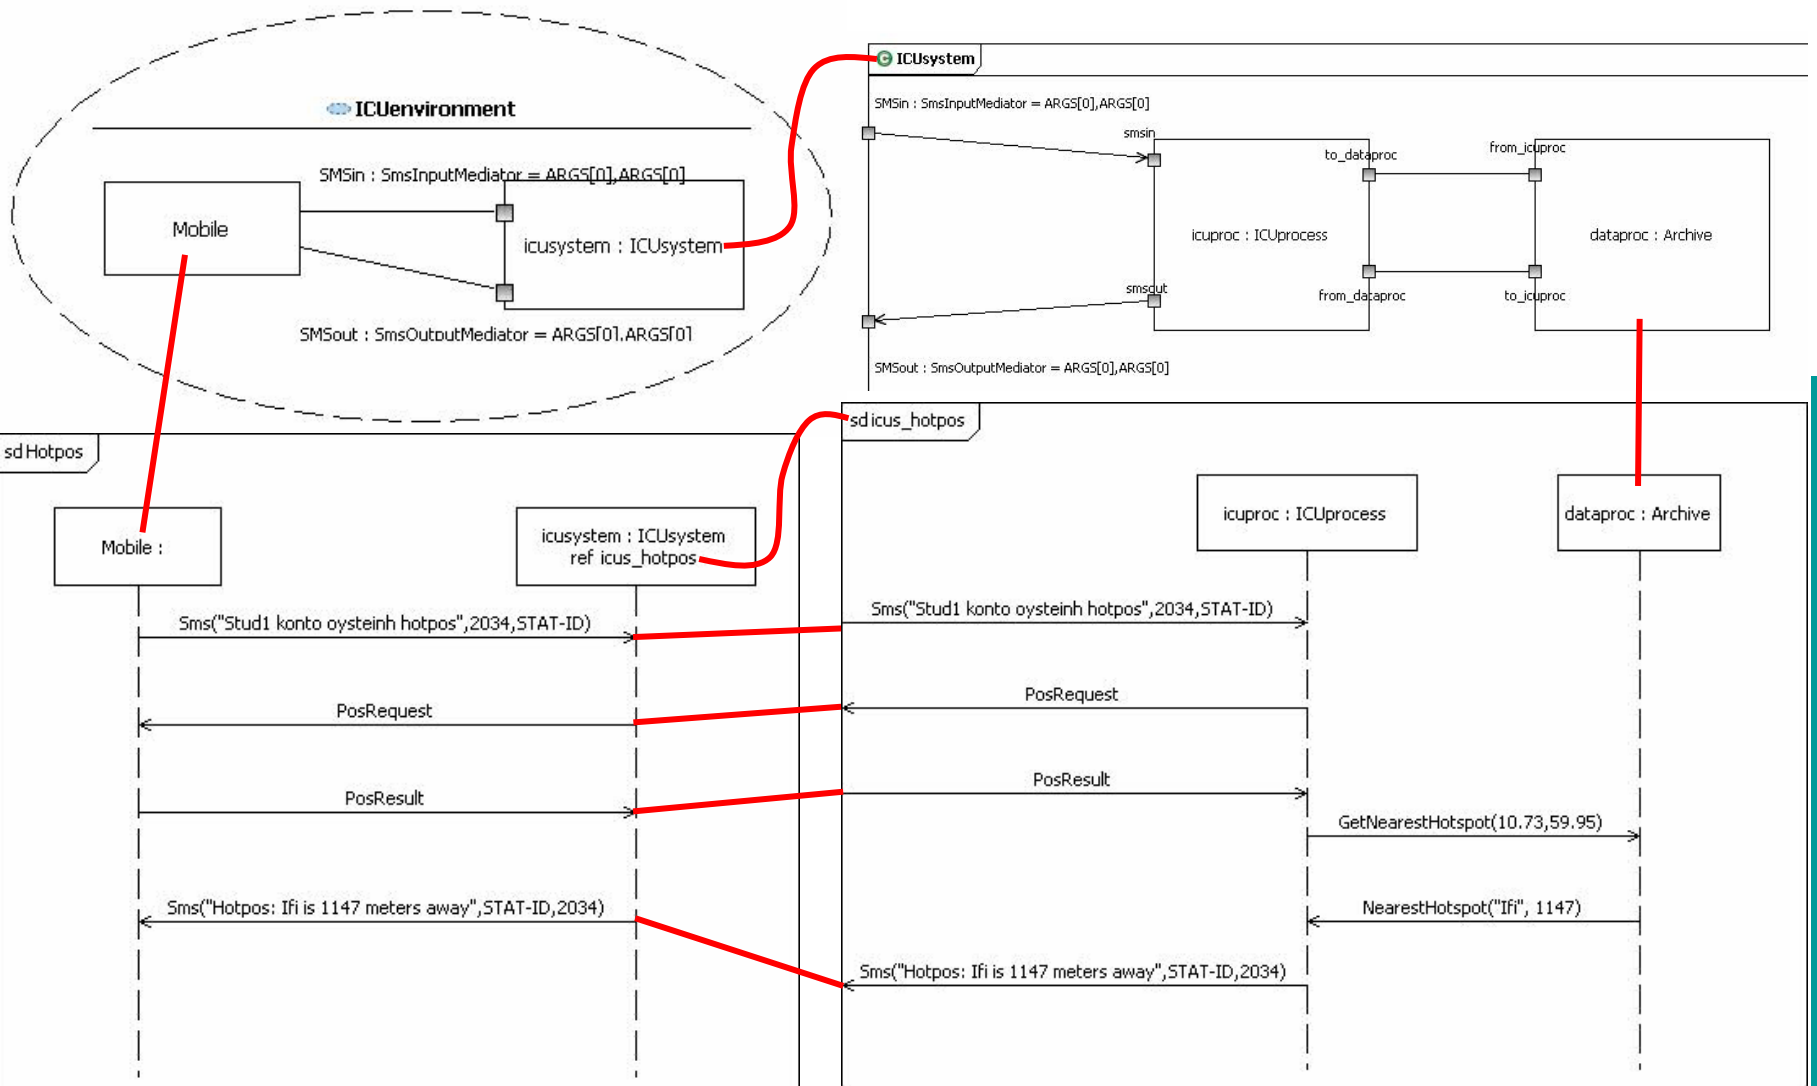 ICUenvironment
SMSin : SmsInputMediator = ARGS[0],ARGS[0]
Mobile
icusystem : ICUsystem
SMSout : SmsOutputMediator = ARGS[0],ARGS[0]
C ICUsystem
SMSin : SmsInputMediator = ARGS[0],ARGS[0]
smsin
to_dataproc
from_icuproc
icuproc : ICUprocess
dataproc : Archive
smsout
from_dataproc
to_icuproc
SMSout : SmsOutputMediator = ARGS[0],ARGS[0]
sd Hotpos
Mobile :
icusystem : ICUsystem
ref icus_hotpos
Sms("Stud1 konto oysteinh hotpos",2034,STAT-ID)
PosRequest
PosResult
Sms("Hotpos: Ifi is 1147 meters away",STAT-ID,2034)
sd icus_hotpos
icuproc : ICUprocess
dataproc : Archive
Sms("Stud1 konto oysteinh hotpos",2034,STAT-ID)
PosRequest
PosResult
GetNearestHotspot(10.73,59.95)
NearestHotspot("Ifi", 1147)
Sms("Hotpos: Ifi is 1147 meters away",STAT-ID,2034)